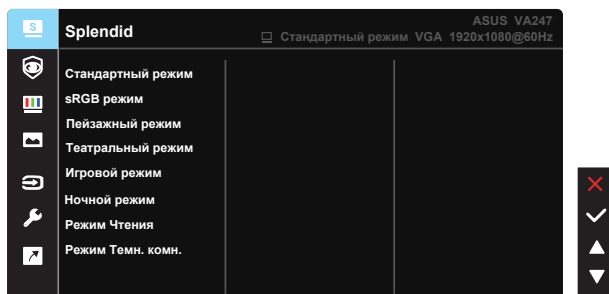 S
Splendid
ASUS VA247
Стандартный режим VGA 1920x1080@60Hz
Стандартный режим
sRGB режим
Пейзажный режим
Театральный режим
Игровой режим
Ночной режим
Режим Чтения
Режим Темн. комн.